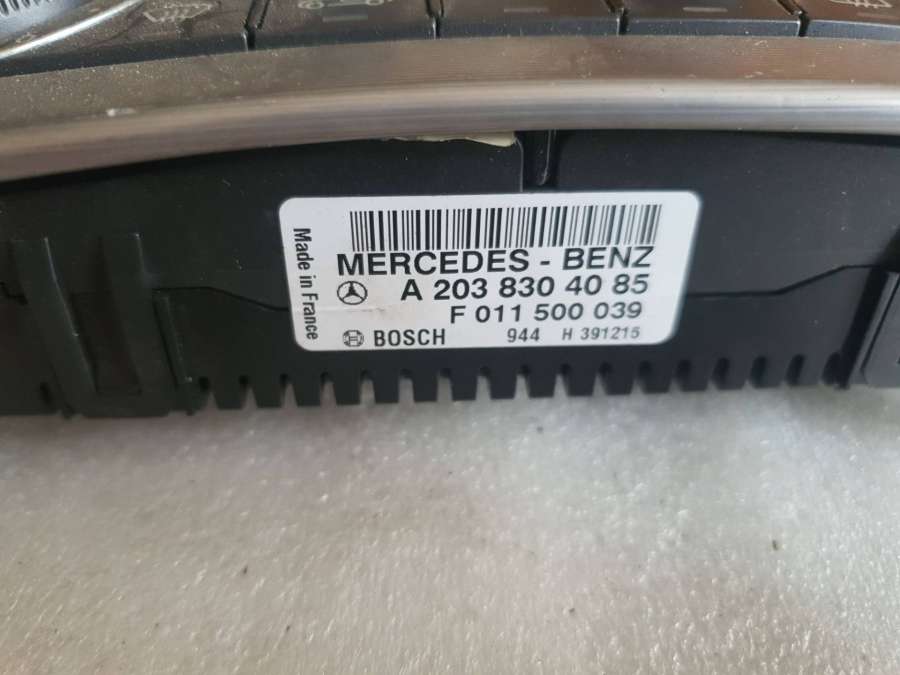 Made in France
MERCEDES - BENZ
A 203 830 40 85
F 011 500 039
BOSCH 944 H 391215